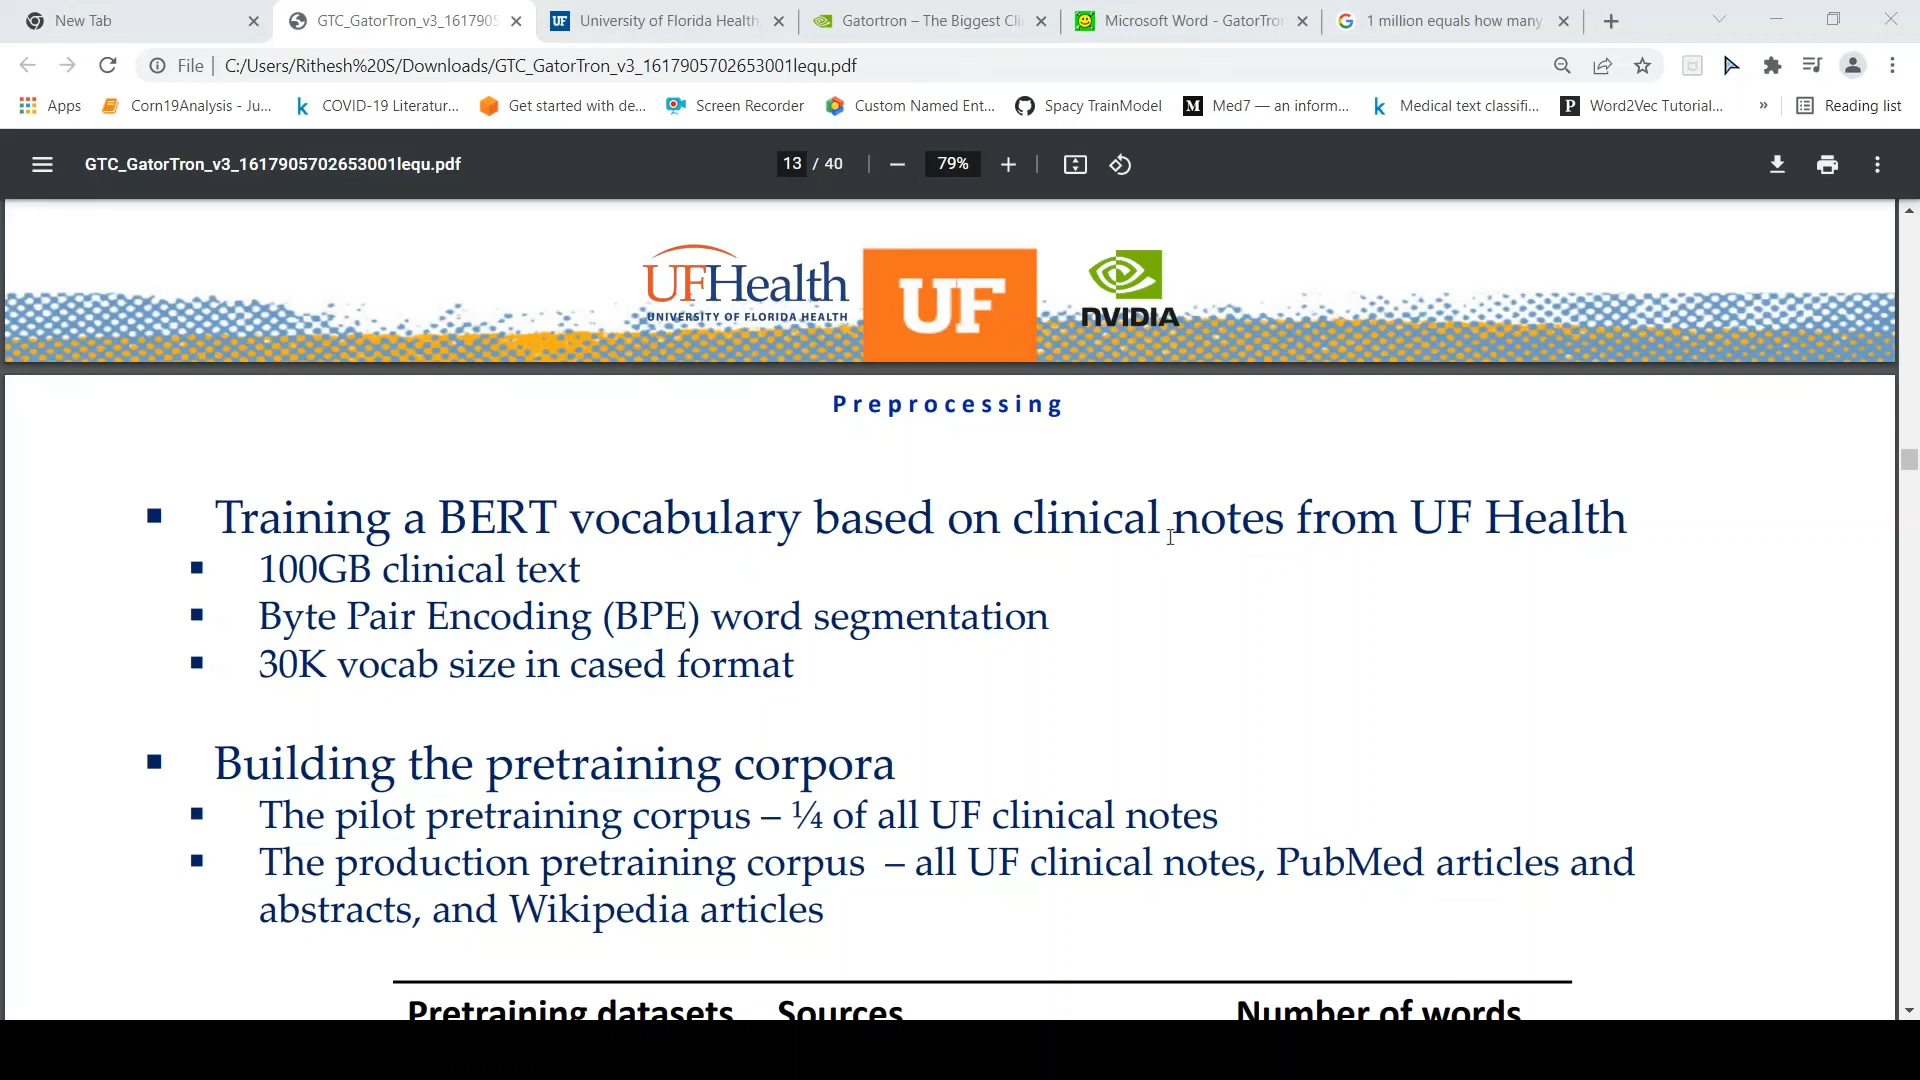 New Tab
GTC_GatorTron_v3_1617905
University of Florida Health,
Gatortron – The Biggest Cli
Microsoft Word - GatorTron
1 million equals how many
File | C:/Users/Rithesh%20S/Downloads/GTC_GatorTron_v3_1617905702653001lequ.pdf
Apps
Corn19Analysis - Ju...
COVID-19 Literatur...
Get started with de...
Screen Recorder
Custom Named Ent...
Spacy TrainModel
Med7 — an inform...
Medical text classifi...
Word2Vec Tutorial...
»
Reading list
GTC_GatorTron_v3_1617905702653001lequ.pdf
13 / 40
79%
UFHealth
UNIVERSITY OF FLORIDA HEALTH
UF
NVIDIA
Preprocessing
▪ Training a BERT vocabulary based on clinical notes from UF Health
▪ 100GB clinical text
▪ Byte Pair Encoding (BPE) word segmentation
▪ 30K vocab size in cased format
▪ Building the pretraining corpora
▪ The pilot pretraining corpus – ¼ of all UF clinical notes
▪ The production pretraining corpus – all UF clinical notes, PubMed articles and
abstracts, and Wikipedia articles
Pretraining datasets Sources Number of words